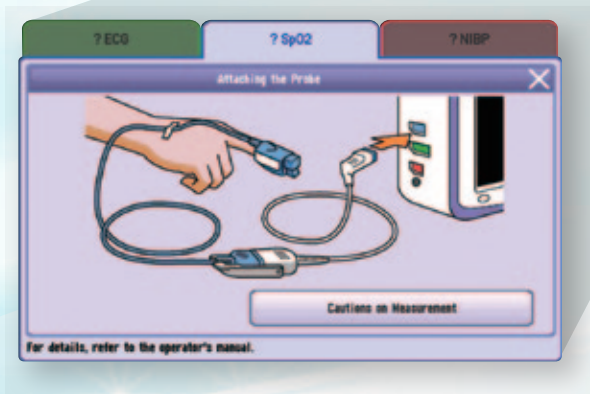 ? ECG
? SpO2
? NIBP
Attaching the Probe
Cautions on Measurement
For details, refer to the operator's manual.